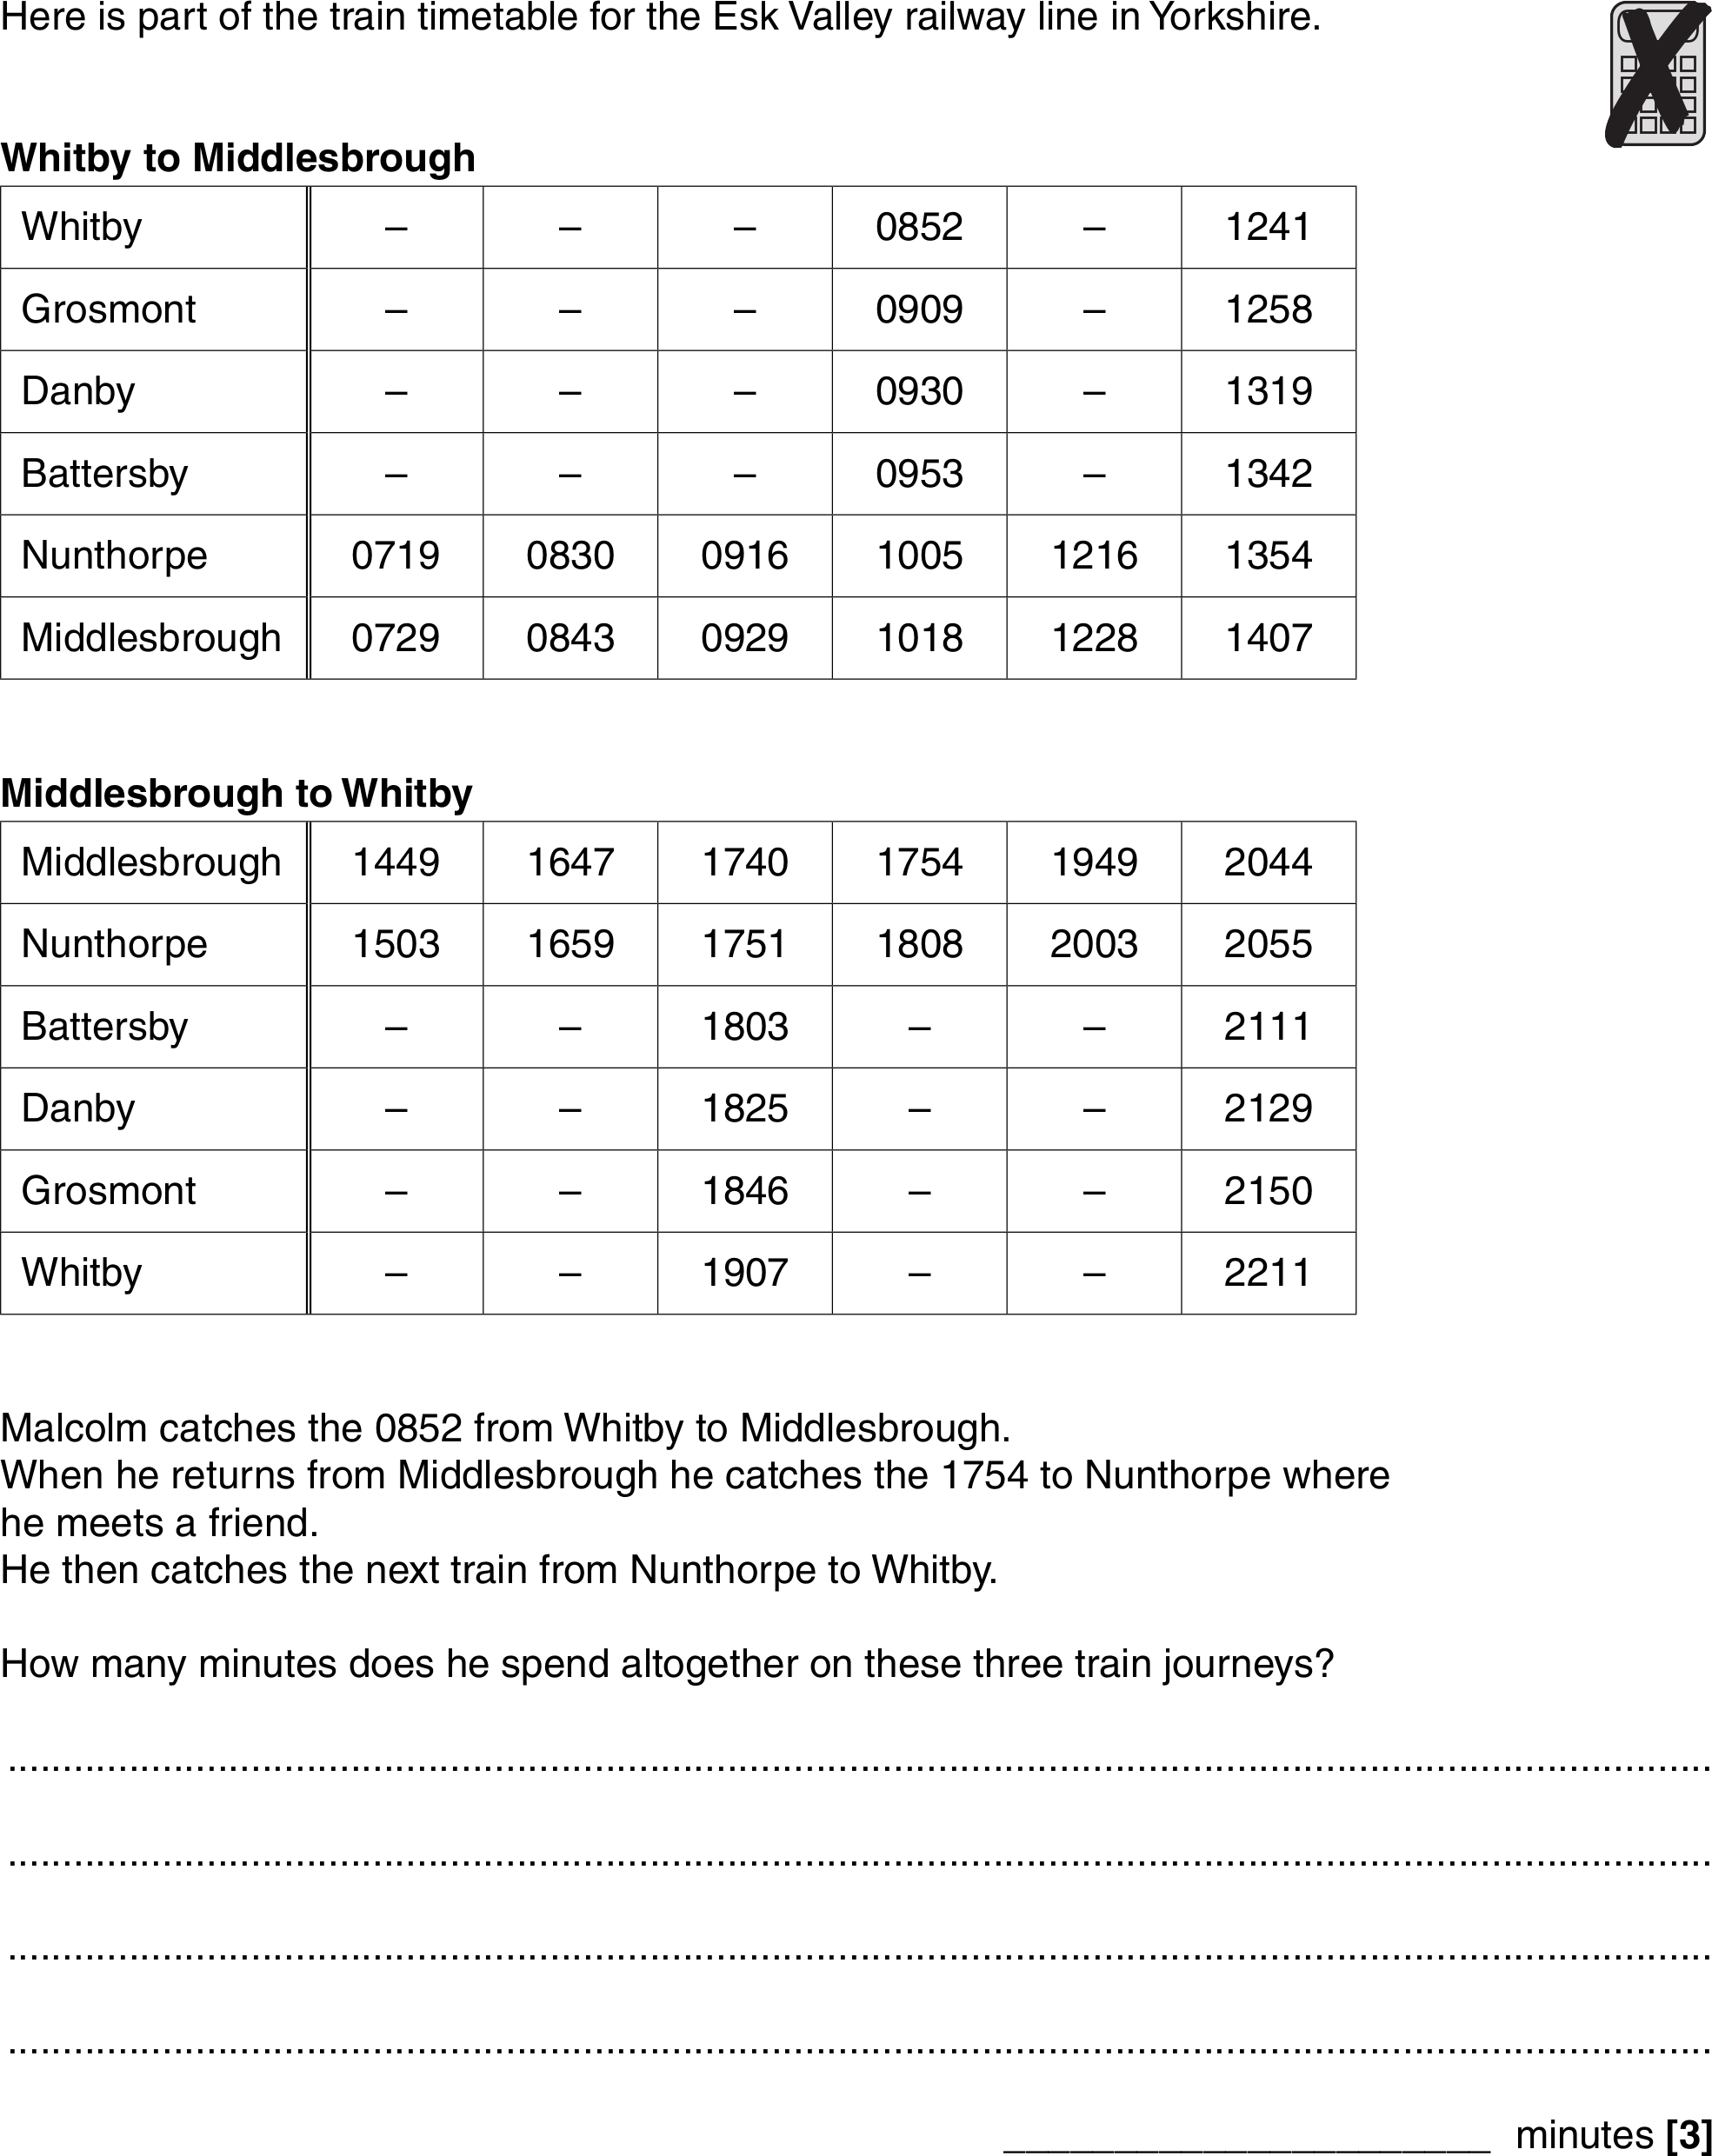 Here is part of the train timetable for the Esk Valley railway line in Yorkshire.
Whitby to Middlesbrough
Whitby – – – 0852 – 1241
Grosmont – – – 0909 – 1258
Danby – – – 0930 – 1319
Battersby – – – 0953 – 1342
Nunthorpe 0719 0830 0916 1005 1216 1354
Middlesbrough 0729 0843 0929 1018 1228 1407
Middlesbrough to Whitby
Middlesbrough 1449 1647 1740 1754 1949 2044
Nunthorpe 1503 1659 1751 1808 2003 2055
Battersby – – 1803 – – 2111
Danby – – 1825 – – 2129
Grosmont – – 1846 – – 2150
Whitby – – 1907 – – 2211
Malcolm catches the 0852 from Whitby to Middlesbrough.
When he returns from Middlesbrough he catches the 1754 to Nunthorpe where
he meets a friend.
He then catches the next train from Nunthorpe to Whitby.
How many minutes does he spend altogether on these three train journeys?
minutes [3]